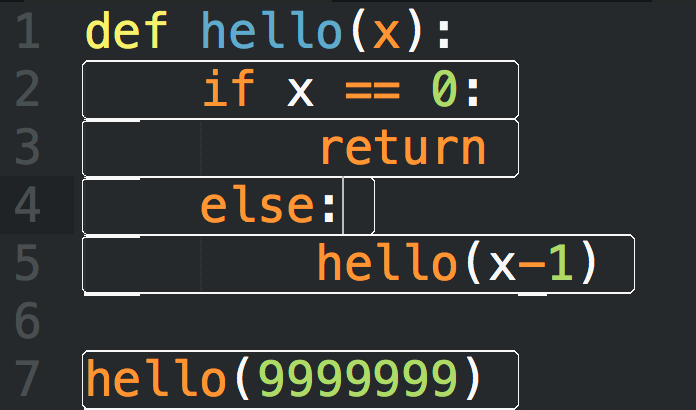 1 def hello(x):
2 if x == 0:
3 return
4 else:
5 hello(x-1)
6
7 hello(9999999)